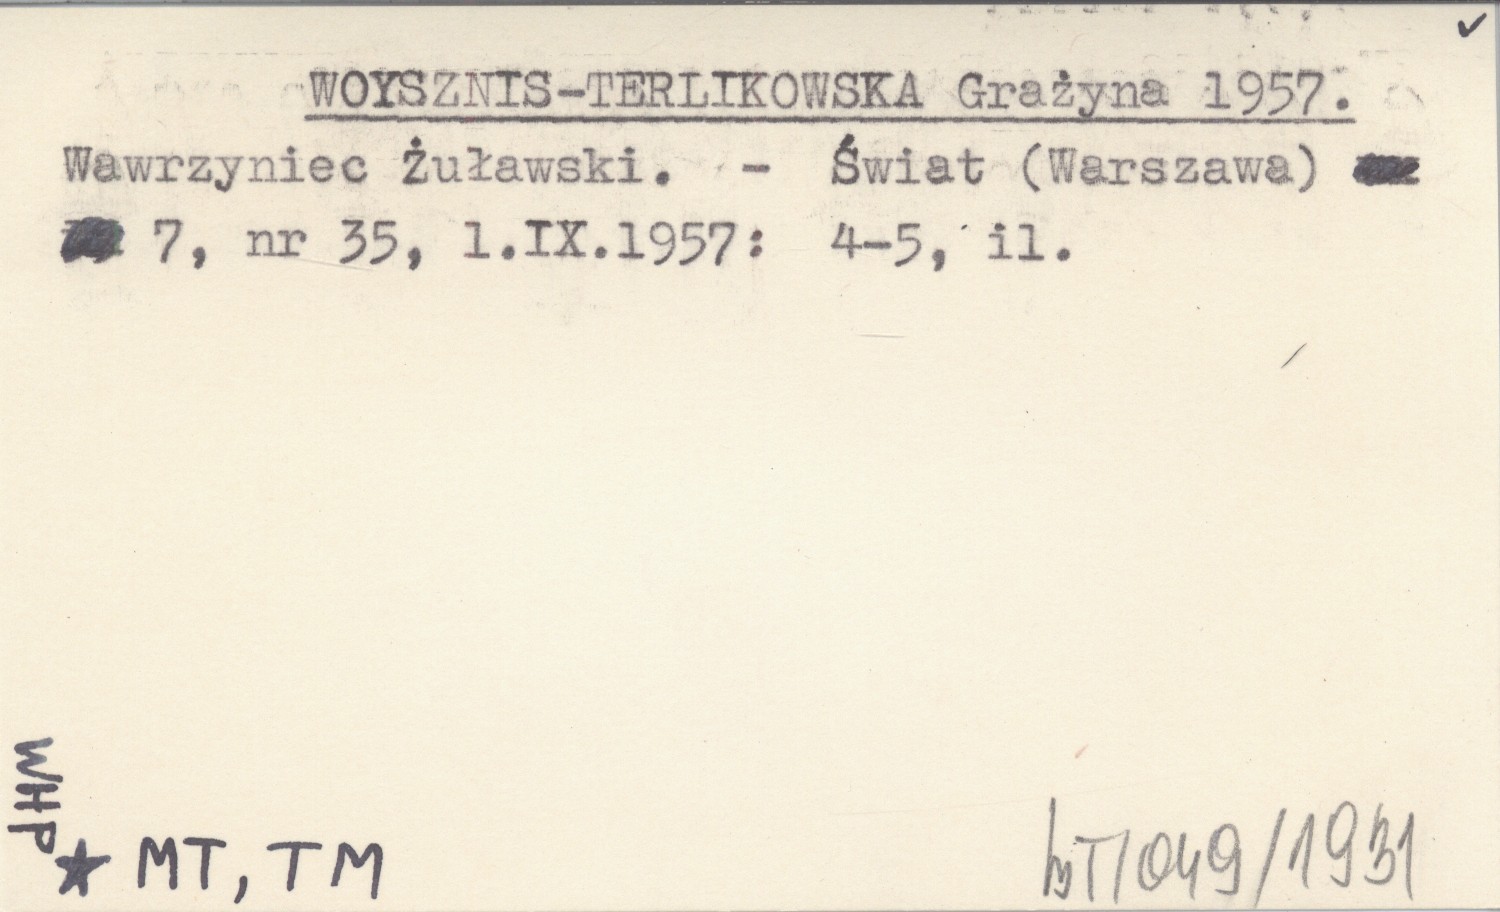 ✓
WOYSZNIS-TERLIKOWSKA Grażyna 1957.
Wawrzyniec Żuławski. - Świat (Warszawa)
7, nr 35, 1.IX.1957: 4-5, il.
WHP
★ MT, TM
049/1931